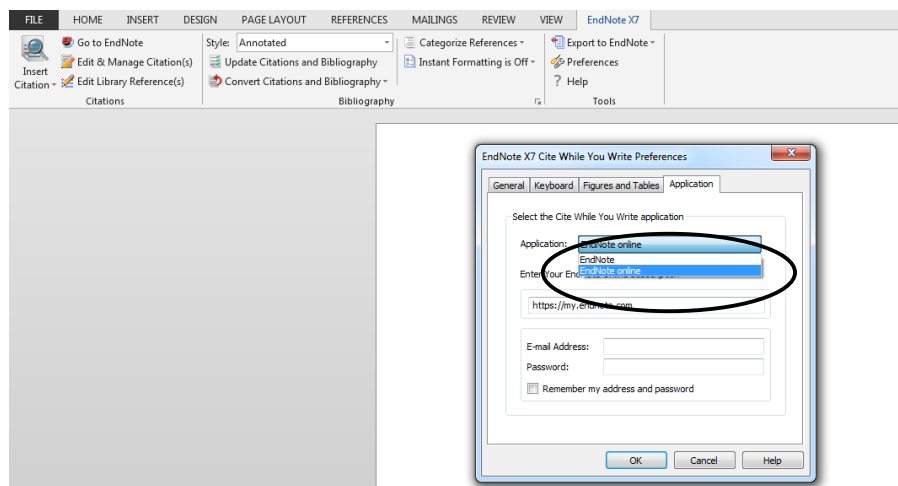 FILE HOME INSERT DESIGN PAGE LAYOUT REFERENCES MAILINGS REVIEW VIEW EndNote X7
Insert Citation
Go to EndNote
Edit & Manage Citation(s)
Edit Library Reference(s)
Citations
Style: Annotated
Update Citations and Bibliography
Convert Citations and Bibliography
Categorize References
Instant Formatting is Off
Bibliography
Export to EndNote
Preferences
? Help
Tools
EndNote X7 Cite While You Write Preferences
General Keyboard Figures and Tables Application
Select the Cite While You Write application
Application: EndNote online
EndNote
EndNote online
Enter Your
https://my.endnote.com
E-mail Address:
Password:
Remember my address and password
OK Cancel Help